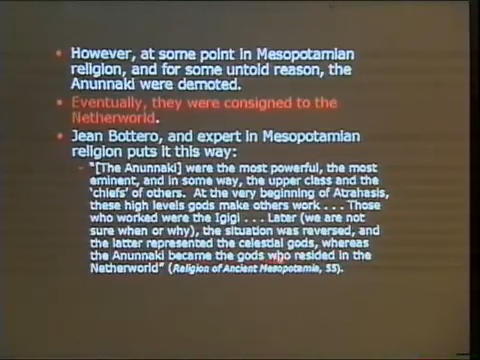 • However, at some point in Mesopotamian
religion, and for some untold reason, the
Anunnaki were demoted.
• Eventually, they were consigned to the
Netherworld.
• Jean Bottero, and expert in Mesopotamian
religion puts it this way:
– "[The Anunnaki] were the most powerful, the most
eminent, and in some way, the upper class and the
'chiefs' of others. At the very beginning of Atrahasis,
these high levels gods make others work . . . Those
who worked were the Igigi . . . Later (we are not
sure when or why), the situation was reversed, and
the latter represented the celestial gods, whereas
the Anunnaki became the gods who resided in the
Netherworld" (Religion of Ancient Mesopotamia, 55).